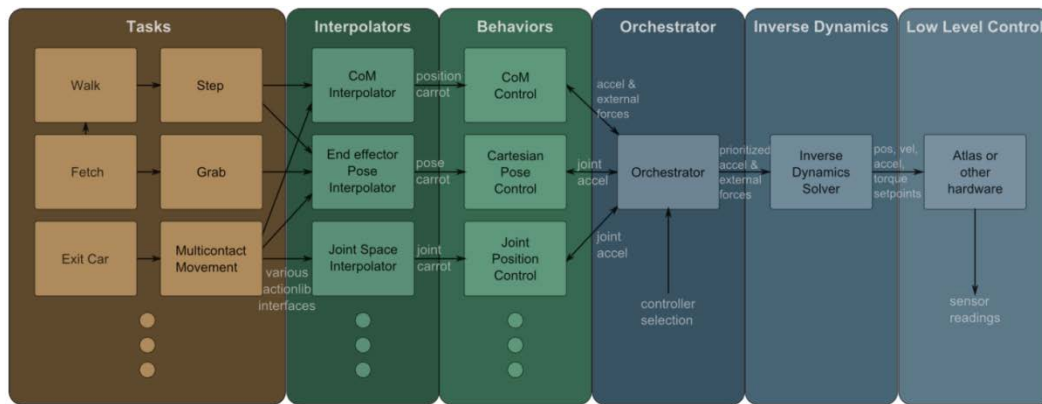 Tasks
Interpolators
Behaviors
Orchestrator
Inverse Dynamics
Low Level Control
Walk
Step
CoM
Interpolator
position
carrot
CoM
Control
accel &
external
forces
Fetch
Grab
End effector
Pose
Interpolator
pose
carrot
Cartesian
Pose
Control
joint
accel
Orchestrator
prioritized
accel &
external
forces
Inverse
Dynamics
Solver
pos, vel,
accel,
torque
setpoints
Atlas or
other
hardware
Exit Car
Multicontact
Movement
various
actionlib
interfaces
Joint Space
Interpolator
joint
carrot
Joint
Position
Control
joint
accel
controller
selection
sensor
readings